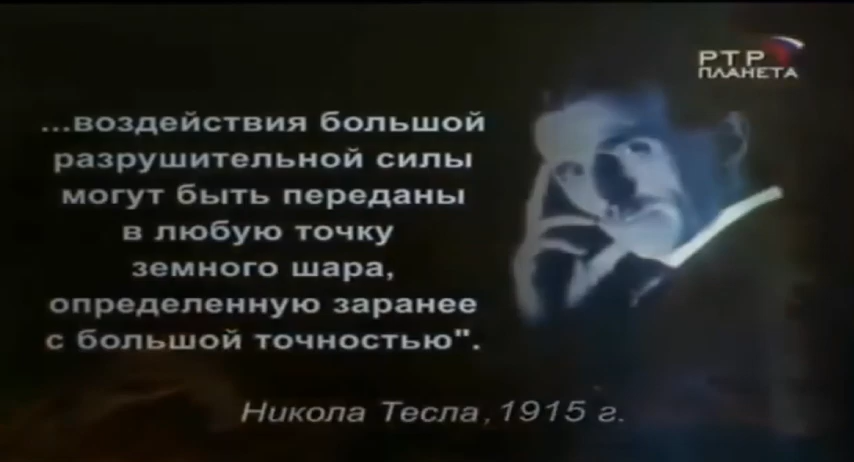 РТР
ПЛАНЕТА
...воздействия большой
разрушительной силы
могут быть переданы
в любую точку
земного шара,
определенную заранее
с большой точностью".
Никола Тесла, 1915 г.